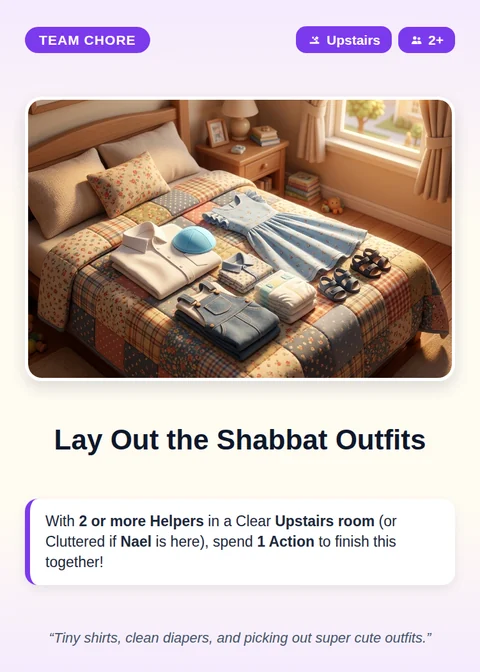 TEAM CHORE
Upstairs
2+
Lay Out the Shabbat Outfits
With 2 or more Helpers in a Clear Upstairs room (or
Cluttered if Nael is here), spend 1 Action to finish this
together!
“Tiny shirts, clean diapers, and picking out super cute outfits.”